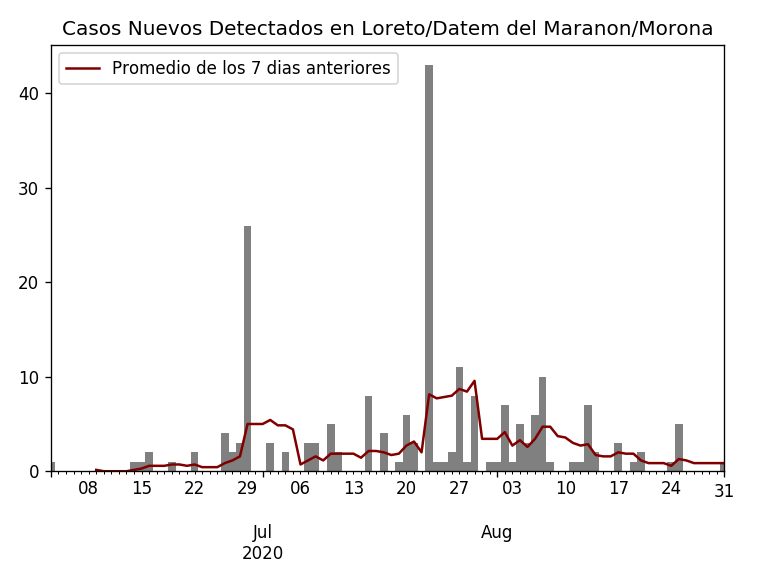 Casos Nuevos Detectados en Loreto/Datem del Maranon/Morona
Promedio de los 7 dias anteriores
40
30
20
10
0
08 15 22 29 06 13 20 27 03 10 17 24 31
Jul Aug
2020